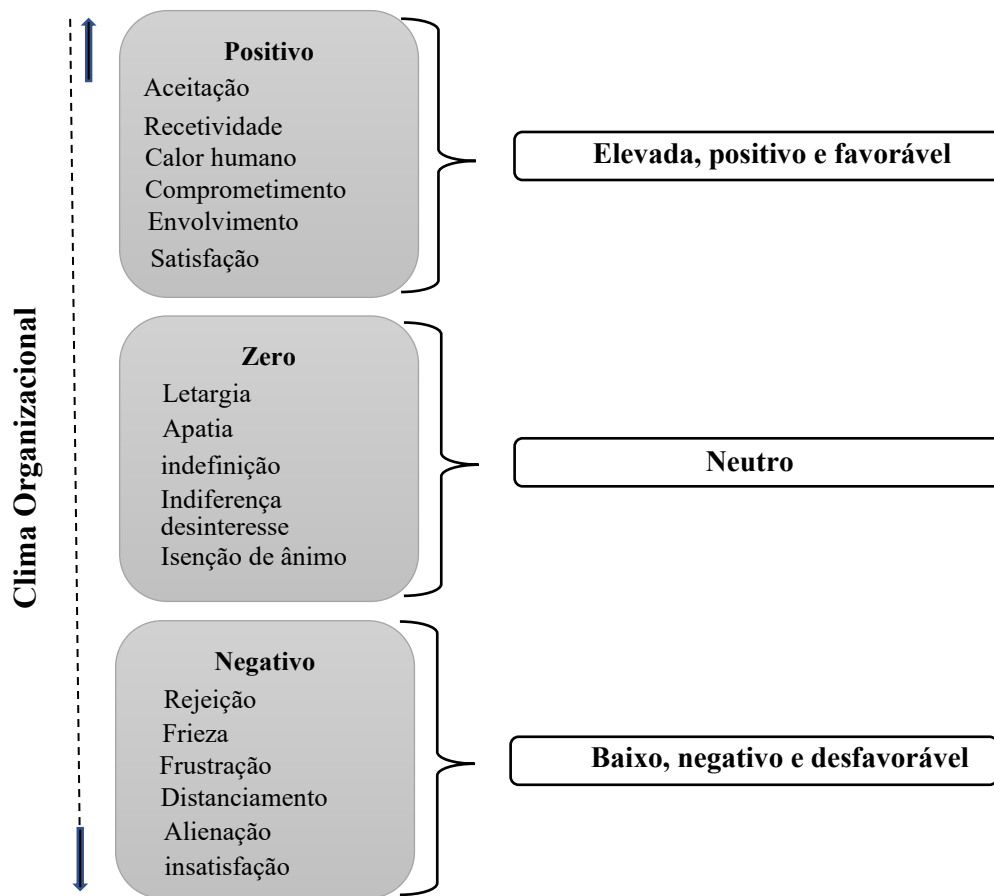 Clima Organizacional
Positivo
Aceitação
Recetividade
Calor humano
Comprometimento
Envolvimento
Satisfação
Elevada, positivo e favorável
Zero
Letargia
Apatia
indefinição
Indiferença
desinteresse
Isenção de ânimo
Neutro
Negativo
Rejeição
Frieza
Frustração
Distanciamento
Alienação
insatisfação
Baixo, negativo e desfavorável